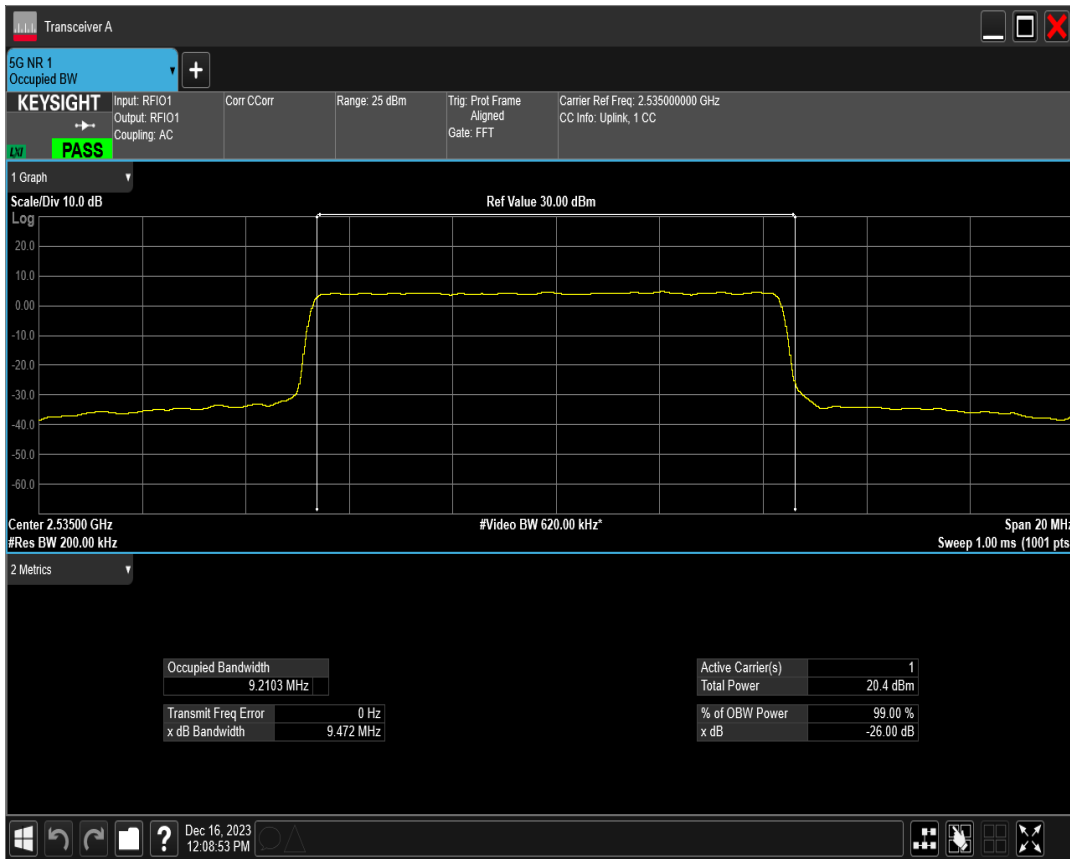 Transceiver A
5G NR 1
Occupied BW
KEYSIGHT
LXI
PASS
Input: RFIO1
Output: RFIO1
Coupling: AC
Corr CCorr
Range: 25 dBm
Trig: Prot Frame
Aligned
Gate: FFT
Carrier Ref Freq: 2.535000000 GHz
CC Info: Uplink, 1 CC
1 Graph
Scale/Div 10.0 dB
Ref Value 30.00 dBm
Log
20.0
10.0
0.00
-10.0
-20.0
-30.0
-40.0
-50.0
-60.0
Center 2.53500 GHz
#Video BW 620.00 kHz*
Span 20 MHz
#Res BW 200.00 kHz
Sweep 1.00 ms (1001 pts
2 Metrics
Occupied Bandwidth
9.2103 MHz
Transmit Freq Error 0 Hz
x dB Bandwidth 9.472 MHz
Active Carrier(s) 1
Total Power 20.4 dBm
% of OBW Power 99.00 %
x dB -26.00 dB
?
Dec 16, 2023
12:08:53 PM